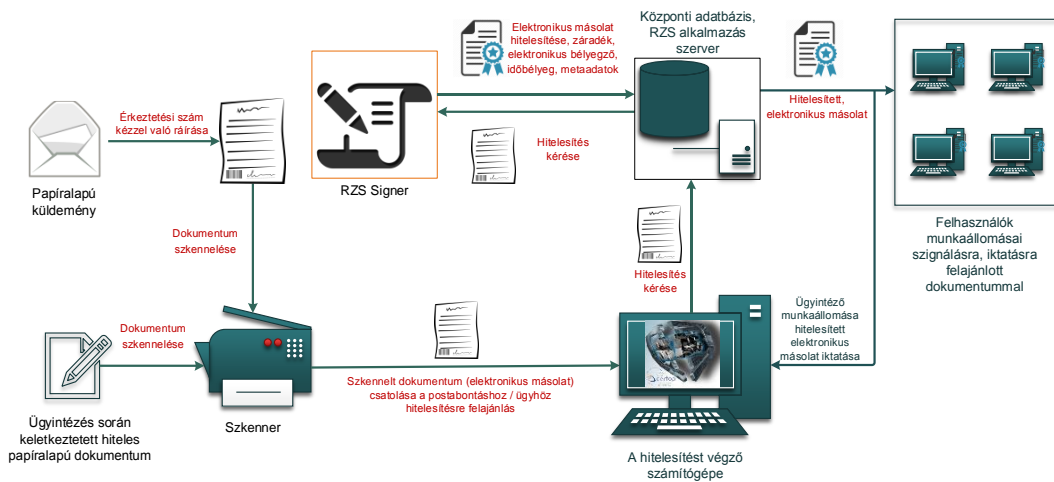 Elektronikus másolat
hitelesítése, záradék,
elektronikus bélyegző,
időbélyeg, metaadatok
Központi adatbázis,
RZS alkalmazás
szerver
Érkeztetési szám
kézzel való ráírása
Hitelesítés
kérése
Hitelesített,
elektronikus másolat
Papíralapú
küldemény
RZS Signer
Felhasználók
munkaállomásai
szignálásra, iktatásra
felajánlott
dokumentummal
Dokumentum
szkennelése
Hitelesítés
kérése
Ügyintéző
munkaállomása
hitelesített
elektronikus
másolat iktatása
Dokumentum
szkennelése
Szkennelt dokumentum (elektronikus másolat)
csatolása a postabontáshoz / ügyhöz
hitelesítésre felajánlás
Ügyintézés során
keletkeztetett hiteles
papíralapú dokumentum
Szkenner
A hitelesítést végző
számítógépe